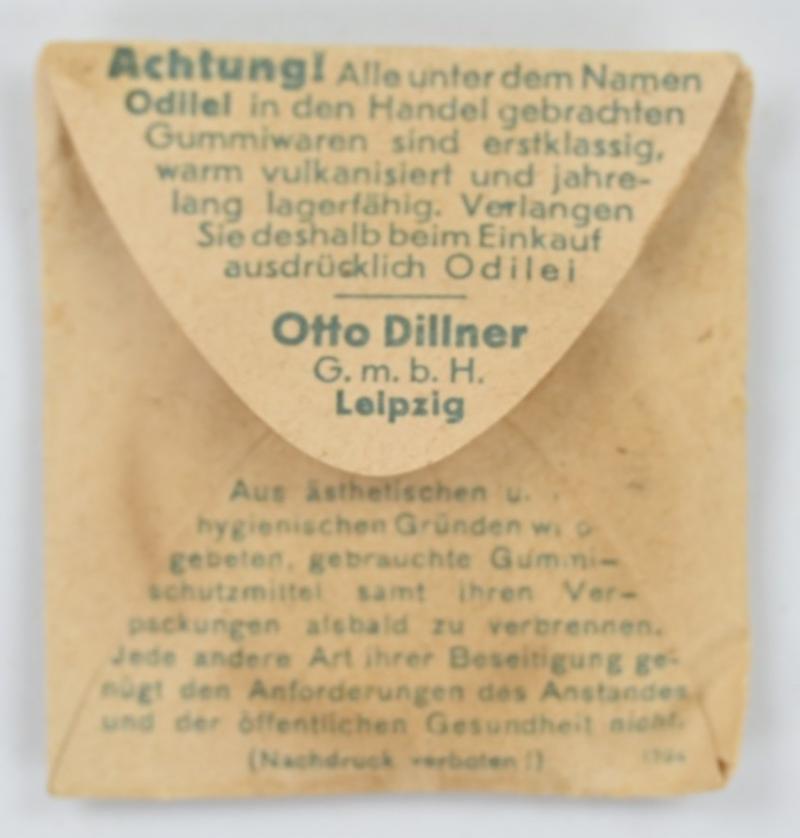 Achtung! Alle unter dem Namen
Odilei in den Handel gebrachten
Gummiwaren sind erstklassig,
warm vulkanisiert und jahre-
lang lagerfähig. Verlangen
Sie deshalb beim Einkauf
ausdrücklich Odilei
Otto Dillner
G. m. b. H.
Leipzig
Aus ästhetischen u.
hygienischen Gründen
gebeten, gebrauchte Gummi-
schutzmittel samt ihren Ver-
packungen alsbald zu verbrennen.
Jede andere Art ihrer Beseitigung ge-
nügt den Anforderungen des Anstandes
und der öffentlichen Gesundheit nicht.
(Nachdruck verboten!)